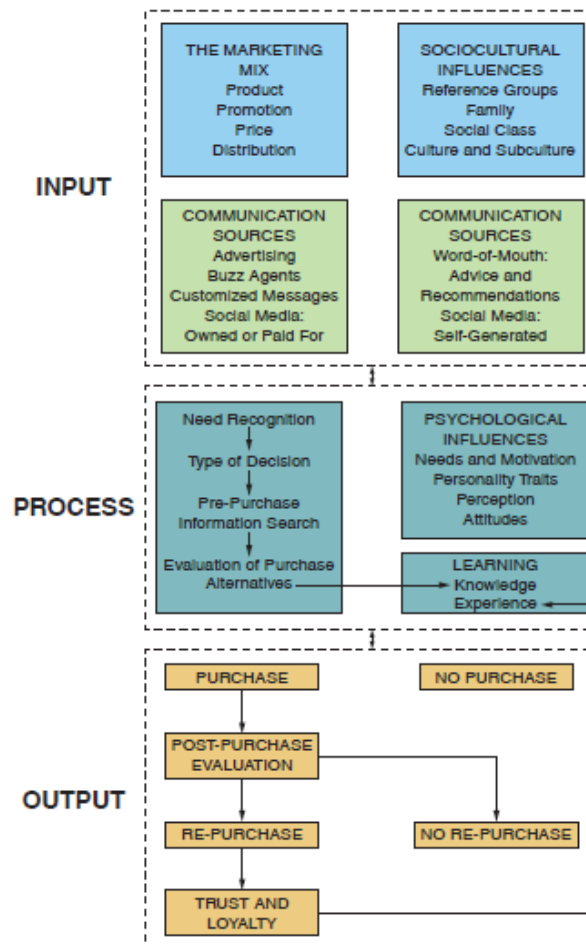 INPUT
THE MARKETING
MIX
Product
Promotion
Price
Distribution
SOCIOCULTURAL
INFLUENCES
Reference Groups
Family
Social Class
Culture and Subculture
COMMUNICATION
SOURCES
Advertising
Buzz Agents
Customized Messages
Social Media:
Owned or Paid For
COMMUNICATION
SOURCES
Word-of-Mouth:
Advice and
Recommendations
Social Media:
Self-Generated
PROCESS
Need Recognition
Type of Decision
Pre-Purchase
Information Search
Evaluation of Purchase
Alternatives
PSYCHOLOGICAL
INFLUENCES
Needs and Motivation
Personality Traits
Perception
Attitudes
LEARNING
Knowledge
Experience
OUTPUT
PURCHASE
NO PURCHASE
POST-PURCHASE
EVALUATION
RE-PURCHASE
NO RE-PURCHASE
TRUST AND
LOYALTY